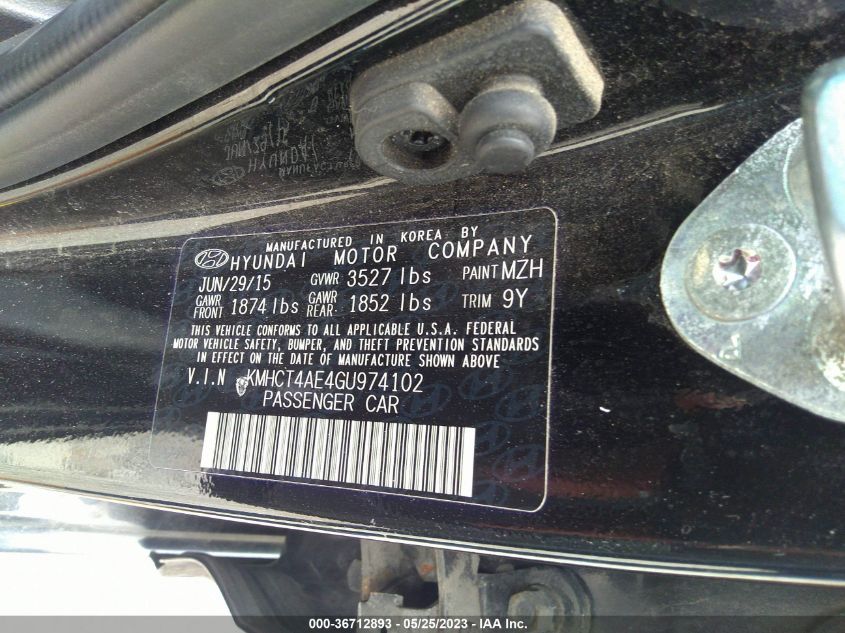 MANUFACTURED IN KOREA BY
HYUNDAI MOTOR COMPANY
JUN/29/15 GVWR 3527 lbs PAINT MZH
GAWR FRONT 1874 lbs GAWR REAR: 1852 lbs TRIM 9Y
THIS VEHICLE CONFORMS TO ALL APPLICABLE U.S.A. FEDERAL
MOTOR VEHICLE SAFETY, BUMPER, AND THEFT PREVENTION STANDARDS
IN EFFECT ON THE DATE OF MANUFACTURE SHOWN ABOVE
V.I.N KMHCT4AE4GU974102
PASSENGER CAR
000-36712893 - 05/25/2023 - IAA Inc.